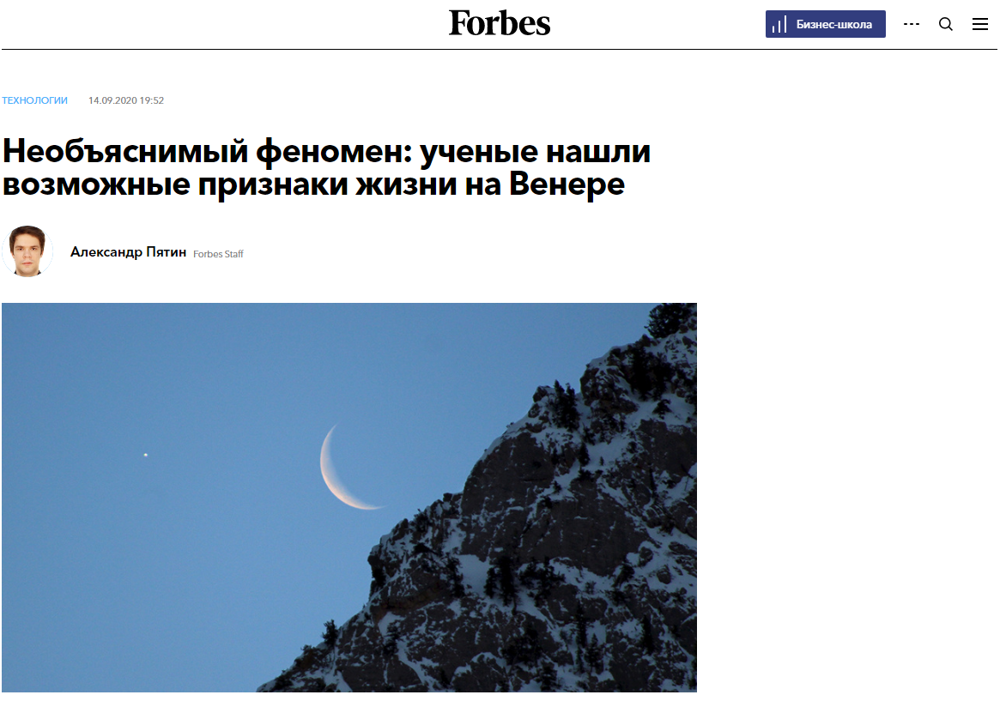 Forbes
Бизнес-школа
ТЕХНОЛОГИИ 14.09.2020 19:52
Необъяснимый феномен: ученые нашли
возможные признаки жизни на Венере
Александр Пятин Forbes Staff